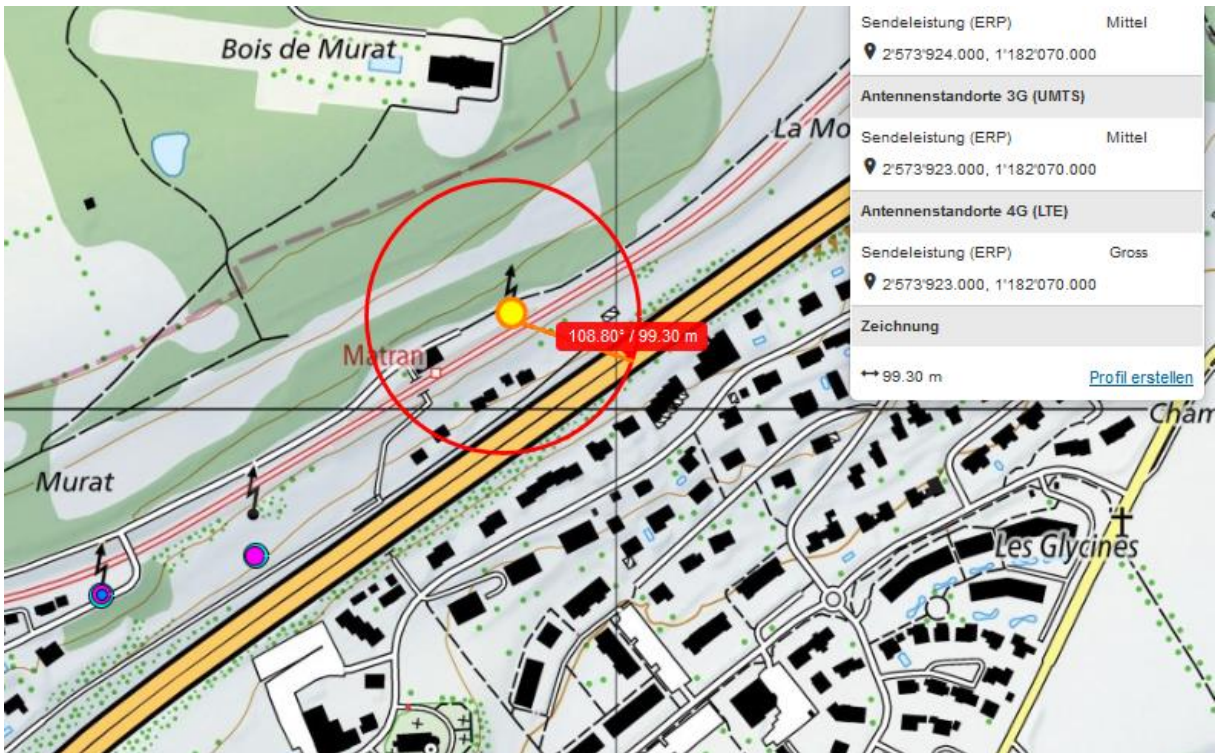 Bois de Murat
La Mo
Matran
108.80° / 99.30 m
Murat
Les Glycines
Cham
Sendeleistung (ERP) Mittel
2'573'924.000, 1'182'070.000
Antennenstandorte 3G (UMTS)
Sendeleistung (ERP) Mittel
2'573'923.000, 1'182'070.000
Antennenstandorte 4G (LTE)
Sendeleistung (ERP) Gross
2'573'923.000, 1'182'070.000
Zeichnung
99.30 m Profil erstellen